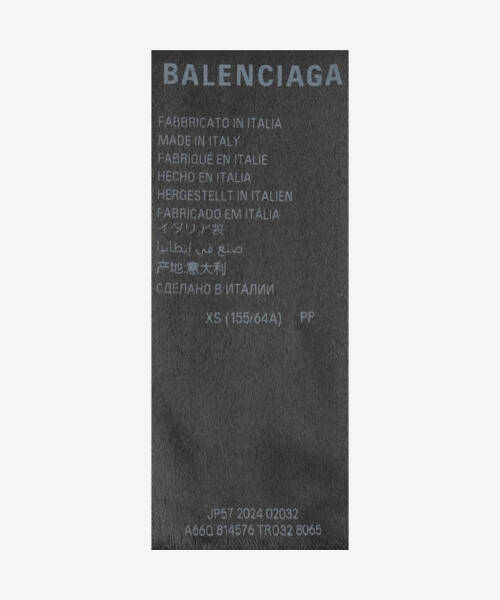 BALENCIAGA
FABBRICATO IN ITALIA
MADE IN ITALY
FABRIQUÉ EN ITALIE
HECHO EN ITALIA
HERGESTELLT IN ITALIEN
FABRICADO EM ITÁLIA
イタリア製
صنع في ايطاليا
产地:意大利
СДЕЛАНО В ИТАЛИИ
XS (155/64A) PP
JP57 2024 02032
A66Q 814576 TRO32 8065